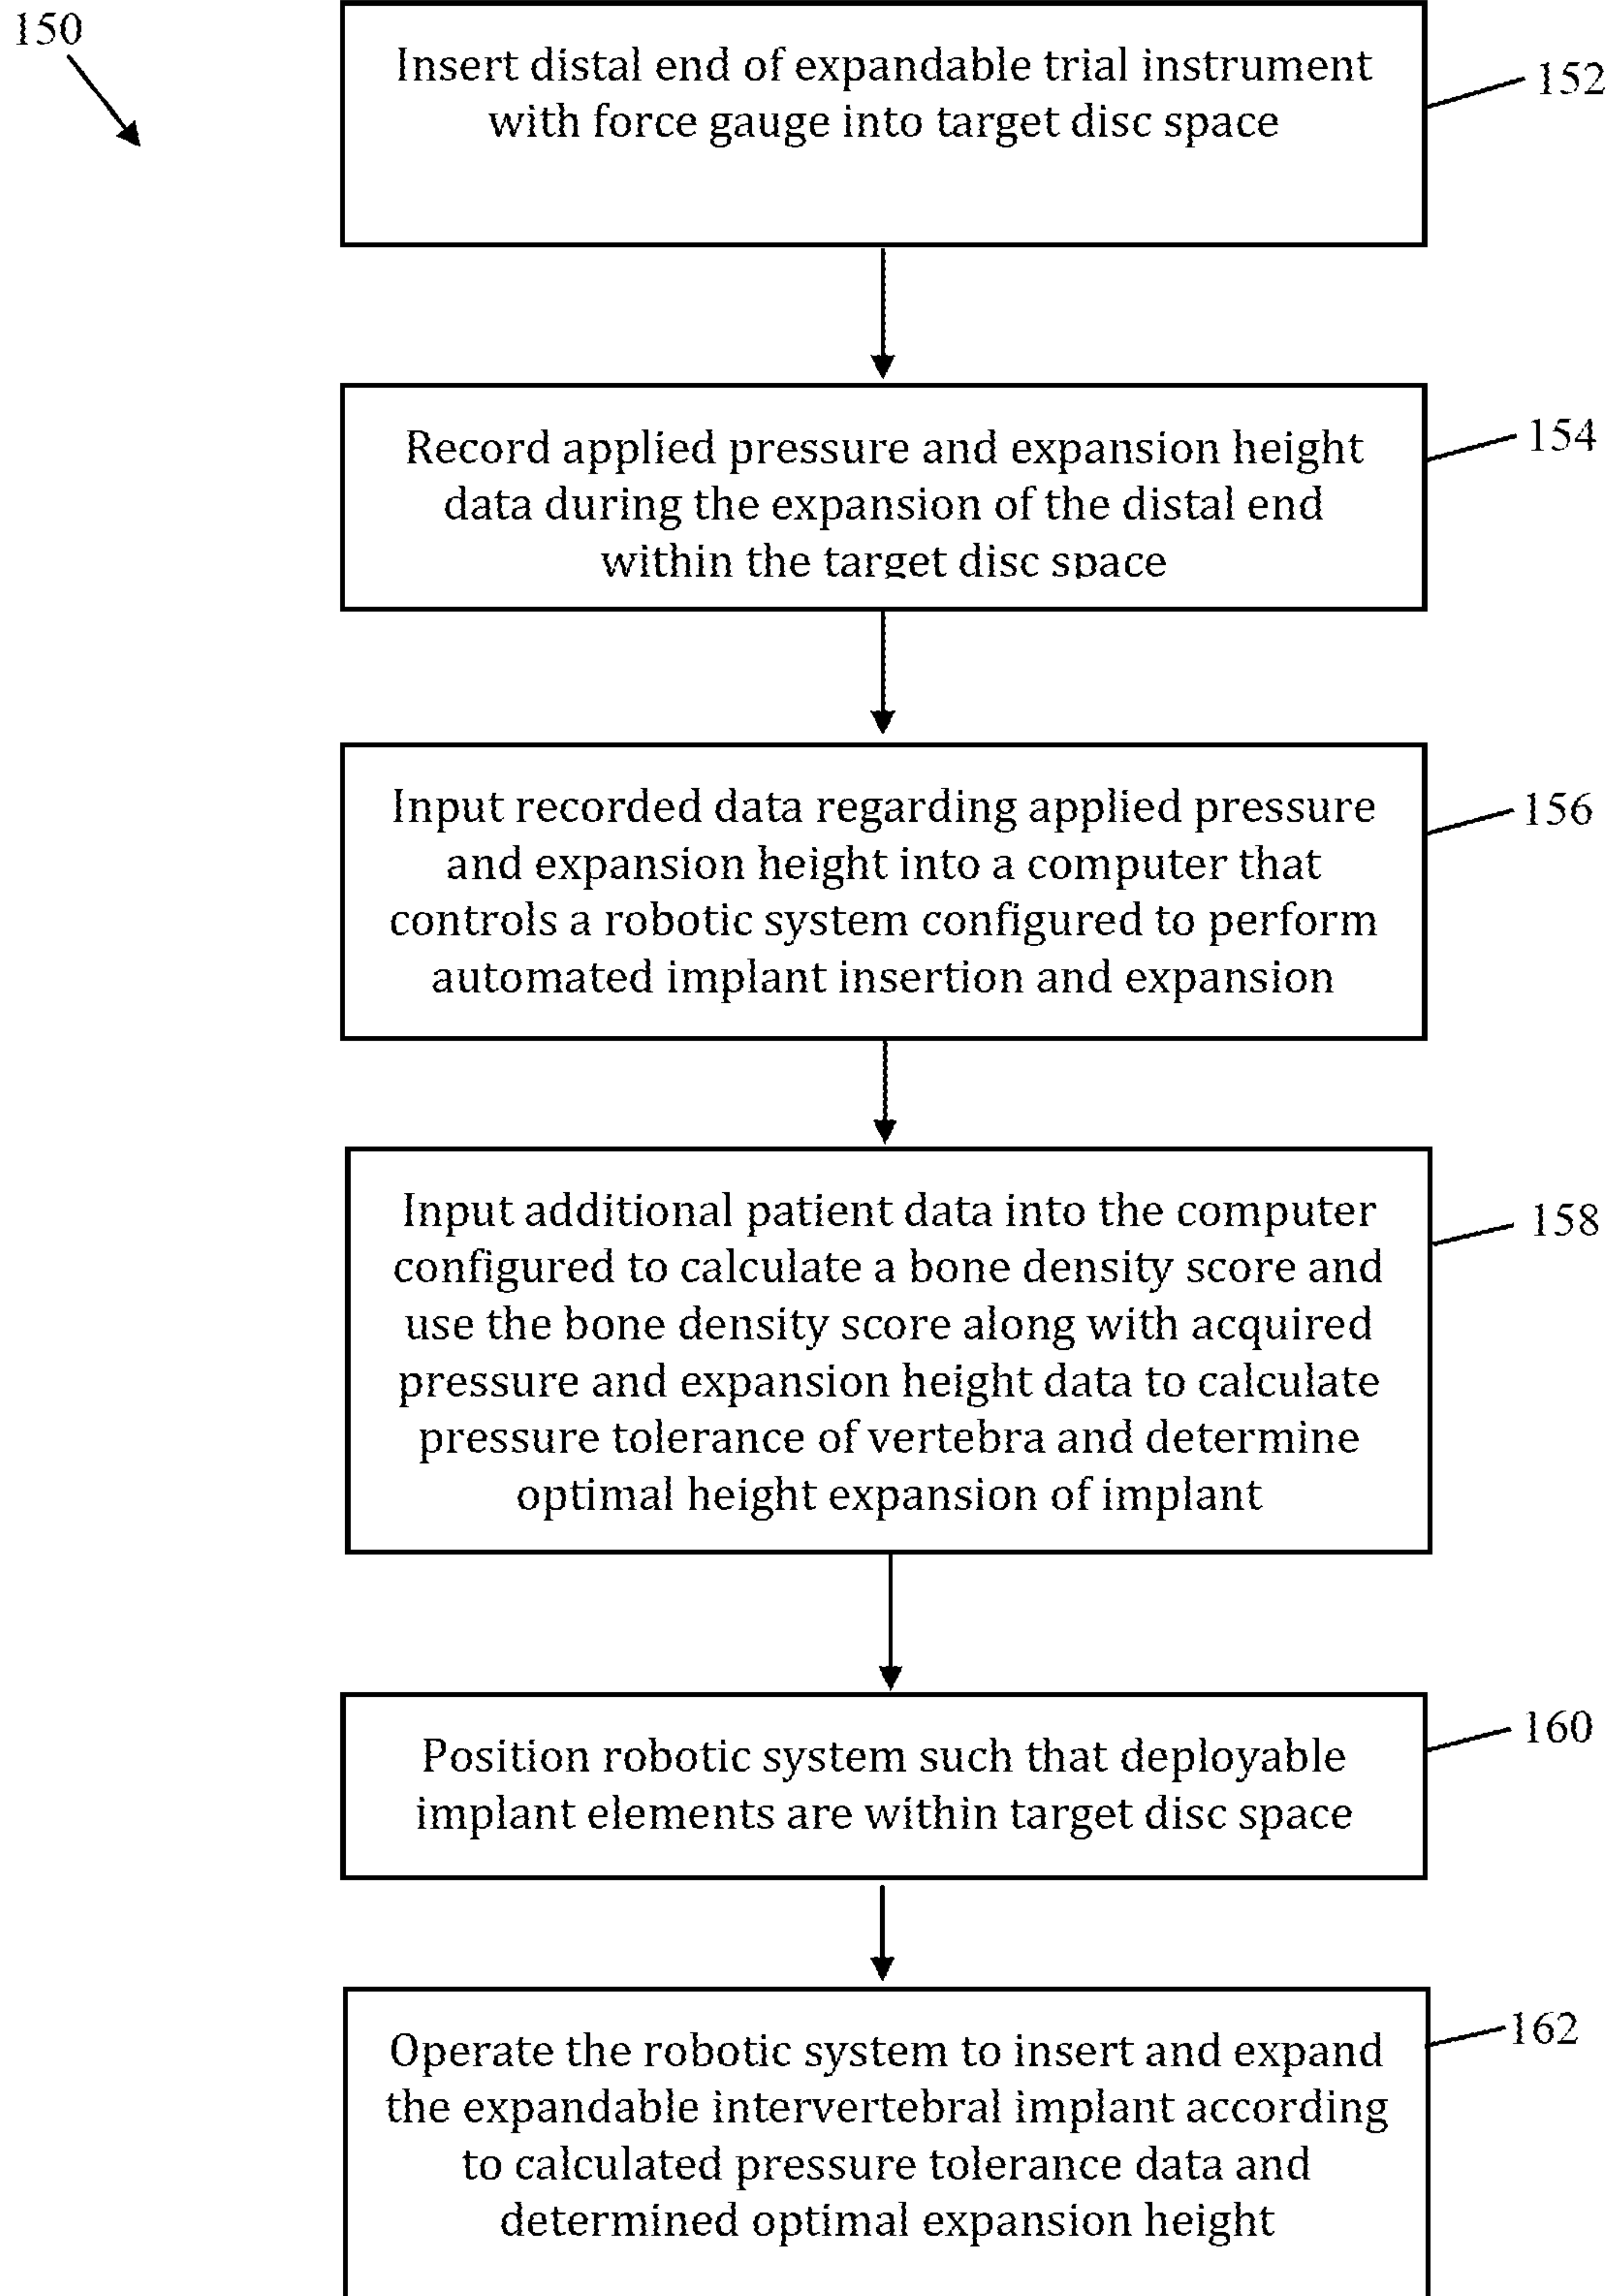 150
Insert distal end of expandable trial instrument
with force gauge into target disc space
152
Record applied pressure and expansion height
data during the expansion of the distal end
within the target disc space
154
Input recorded data regarding applied pressure
and expansion height into a computer that
controls a robotic system configured to perform
automated implant insertion and expansion
156
Input additional patient data into the computer
configured to calculate a bone density score and
use the bone density score along with acquired
pressure and expansion height data to calculate
pressure tolerance of vertebra and determine
optimal height expansion of implant
158
Position robotic system such that deployable
implant elements are within target disc space
160
Operate the robotic system to insert and expand
the expandable intervertebral implant according
to calculated pressure tolerance data and
determined optimal expansion height
162